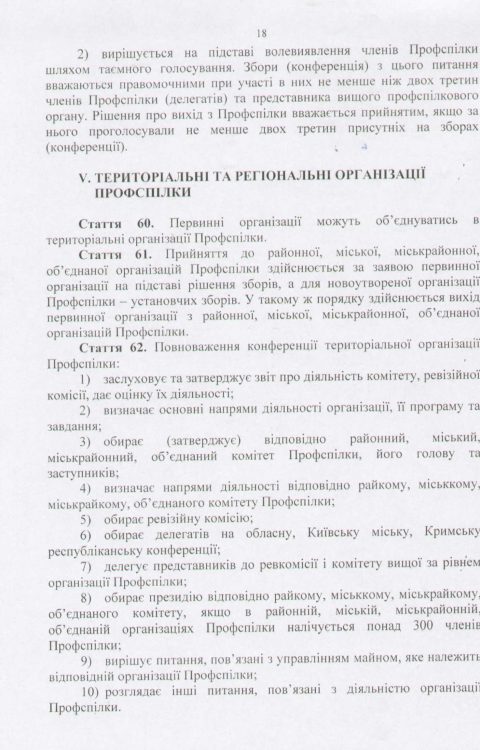 18
2) вирішується на підставі волевиявлення членів Профспілки
шляхом таємного голосування. Збори (конференція) з цього питання
вважаються правомочними при участі в них не менше ніж двох третин
членів Профспілки (делегатів) та представника вищого профспілкового
органу. Рішення про вихід з Профспілки вважається прийнятим, якщо за
нього проголосували не менше двох третин присутніх на зборах
(конференції).
V. ТЕРИТОРІАЛЬНІ ТА РЕГІОНАЛЬНІ ОРГАНІЗАЦІЇ
ПРОФСПІЛКИ
Стаття 60. Первинні організації можуть об’єднуватись в
територіальні організації Профспілки.
Стаття 61. Прийняття до районної, міської, міськрайонної,
об’єднаної організацій Профспілки здійснюється за заявою первинної
організації на підставі рішення зборів, а для новоутвореної організації
Профспілки – установчих зборів. У такому ж порядку здійснюється вихід
первинної організації з районної, міської, міськрайонної, об’єднаної
організацій Профспілки.
Стаття 62. Повноваження конференції територіальної організації
Профспілки:
1) заслуховує та затверджує звіт про діяльність комітету, ревізійної
комісії, дає оцінку їх діяльності;
2) визначає основні напрями діяльності організації, її програму та
завдання;
3) обирає (затверджує) відповідно районний, міський,
міськрайонний, об’єднаний комітет Профспілки, його голову та
заступників;
4) визначає напрями діяльності відповідно райкому, міськкому,
міськрайкому, об’єднаного комітету Профспілки;
5) обирає ревізійну комісію;
6) обирає делегатів на обласну, Київську міську, Кримську
республіканську конференції;
7) делегує представників до ревкомісії і комітету вищої за рівнем
організації Профспілки;
8) обирає президію відповідно райкому, міськкому, міськрайкому,
об’єднаного комітету, якщо в районній, міській, міськрайонній,
об’єднаній організаціях Профспілки налічується понад 300 членів
Профспілки;
9) вирішує питання, пов’язані з управлінням майном, яке належить
відповідній організації Профспілки;
10) розглядає інші питання, пов’язані з діяльністю організації
Профспілки.